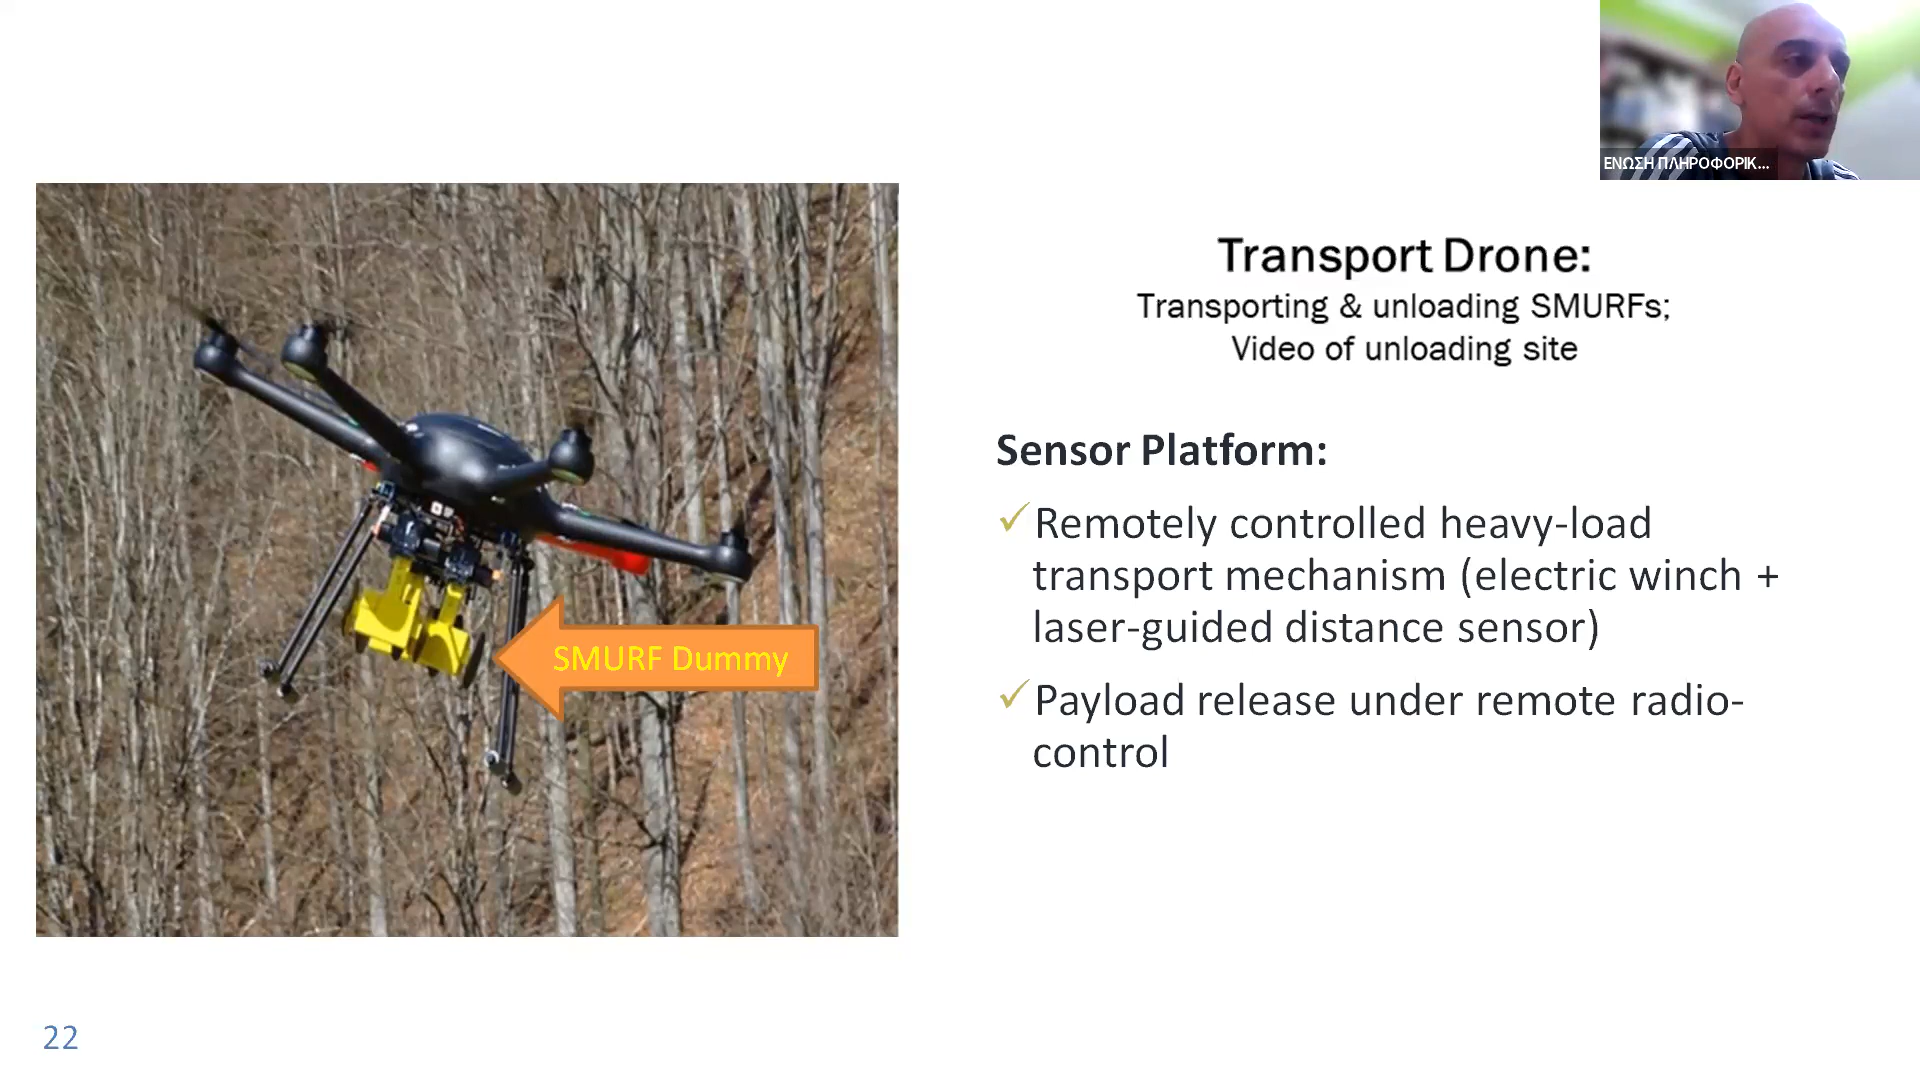 ΕΝΩΣΗ ΠΛΗΡΟΦΟΡΙΚ...
Transport Drone:
Transporting & unloading SMURFs;
Video of unloading site
Sensor Platform:
✓Remotely controlled heavy-load
transport mechanism (electric winch +
laser-guided distance sensor)
✓Payload release under remote radio-
control
SMURF Dummy
22